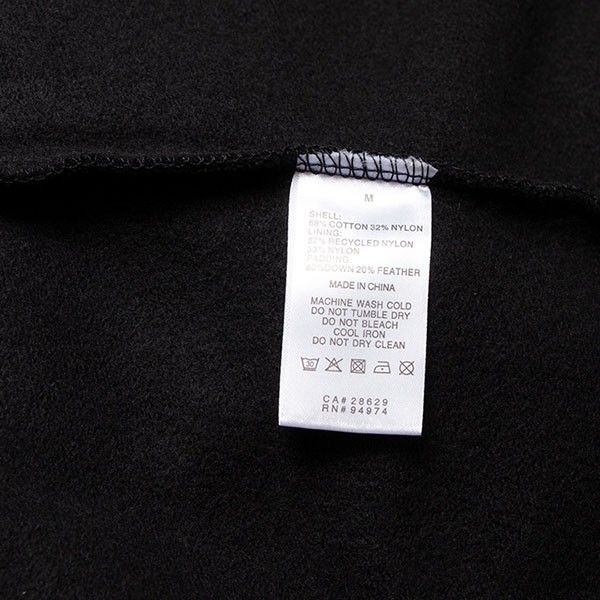 M
SHELL:
68% COTTON 32% NYLON
LINING:
67% RECYCLED NYLON
33% NYLON
PADDING:
80%DOWN 20% FEATHER
MADE IN CHINA
MACHINE WASH COLD
DO NOT TUMBLE DRY
DO NOT BLEACH
COOL IRON
DO NOT DRY CLEAN
30
CA# 28629
RN# 94974